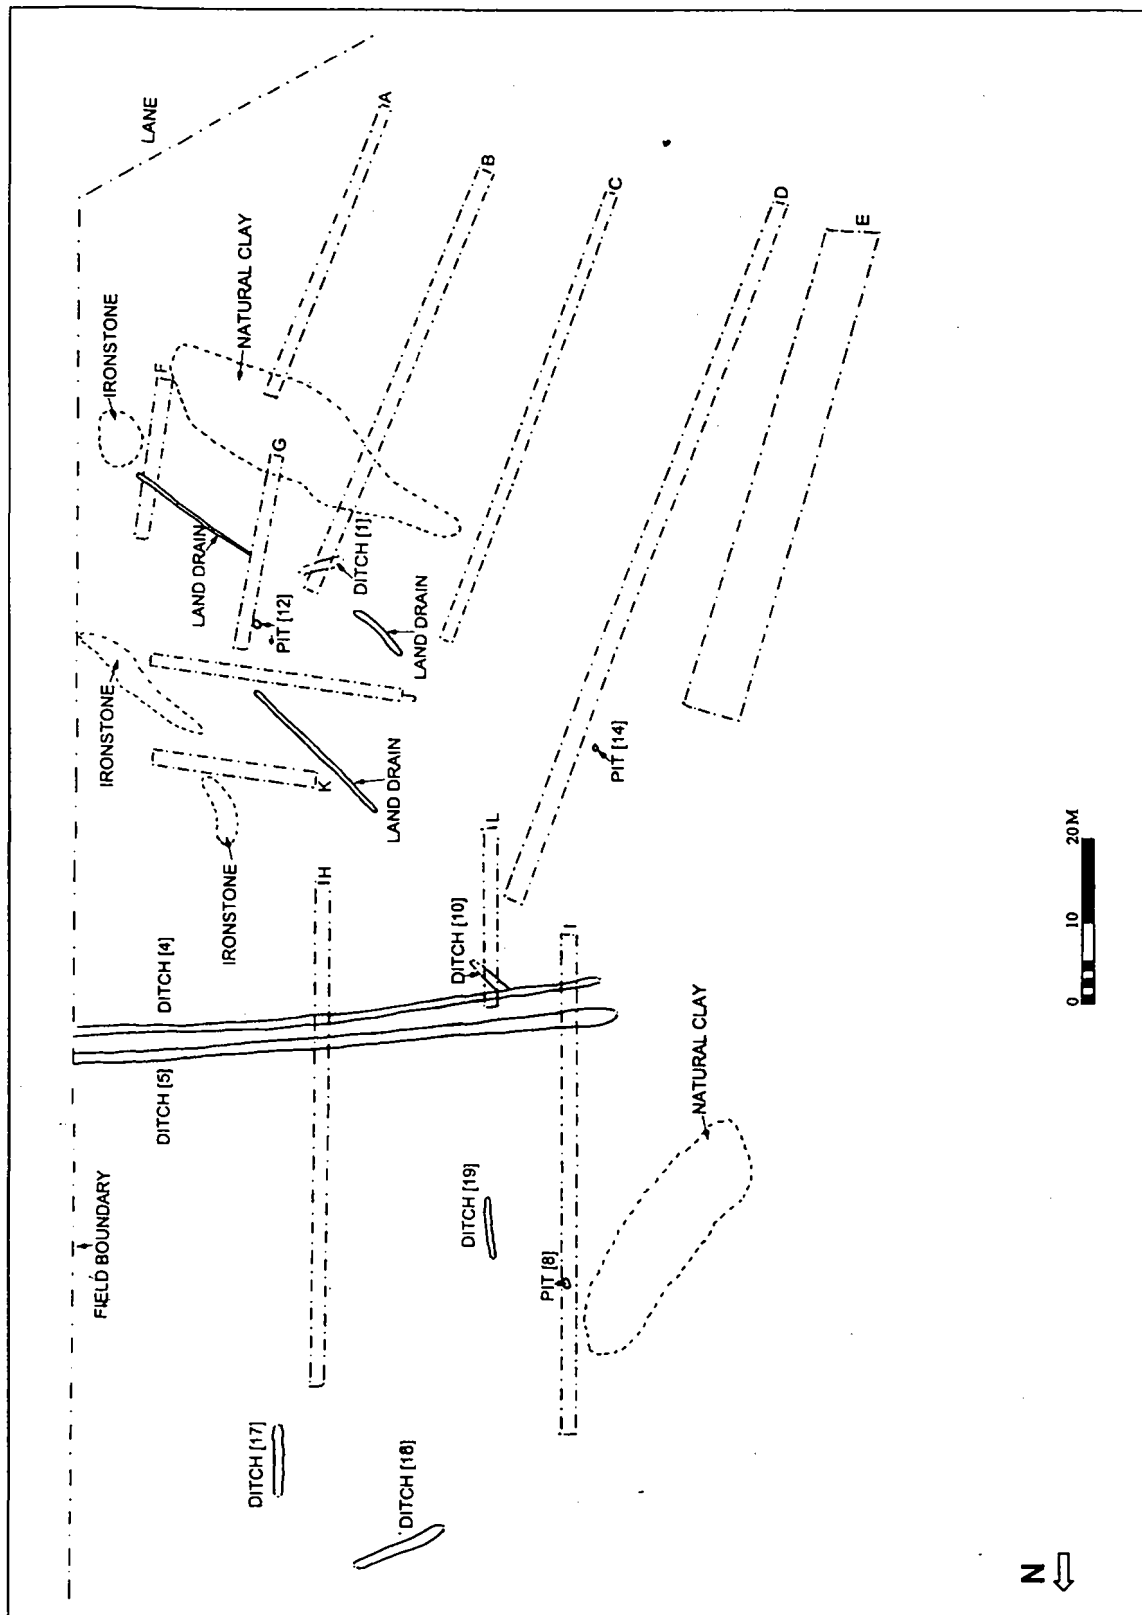 LANE
A
B
C
D
E
NATURAL CLAY
IRONSTONE
F
G
LAND DRAIN
DITCH [1]
PIT [12]
LAND DRAIN
IRONSTONE
J
K
LAND DRAIN
PIT [14]
IRONSTONE
H
L
DITCH [10]
I
DITCH [4]
DITCH [5]
NATURAL CLAY
FIELD BOUNDARY
DITCH [19]
PIT [8]
DITCH [17]
DITCH [18]
0 10 20M
N